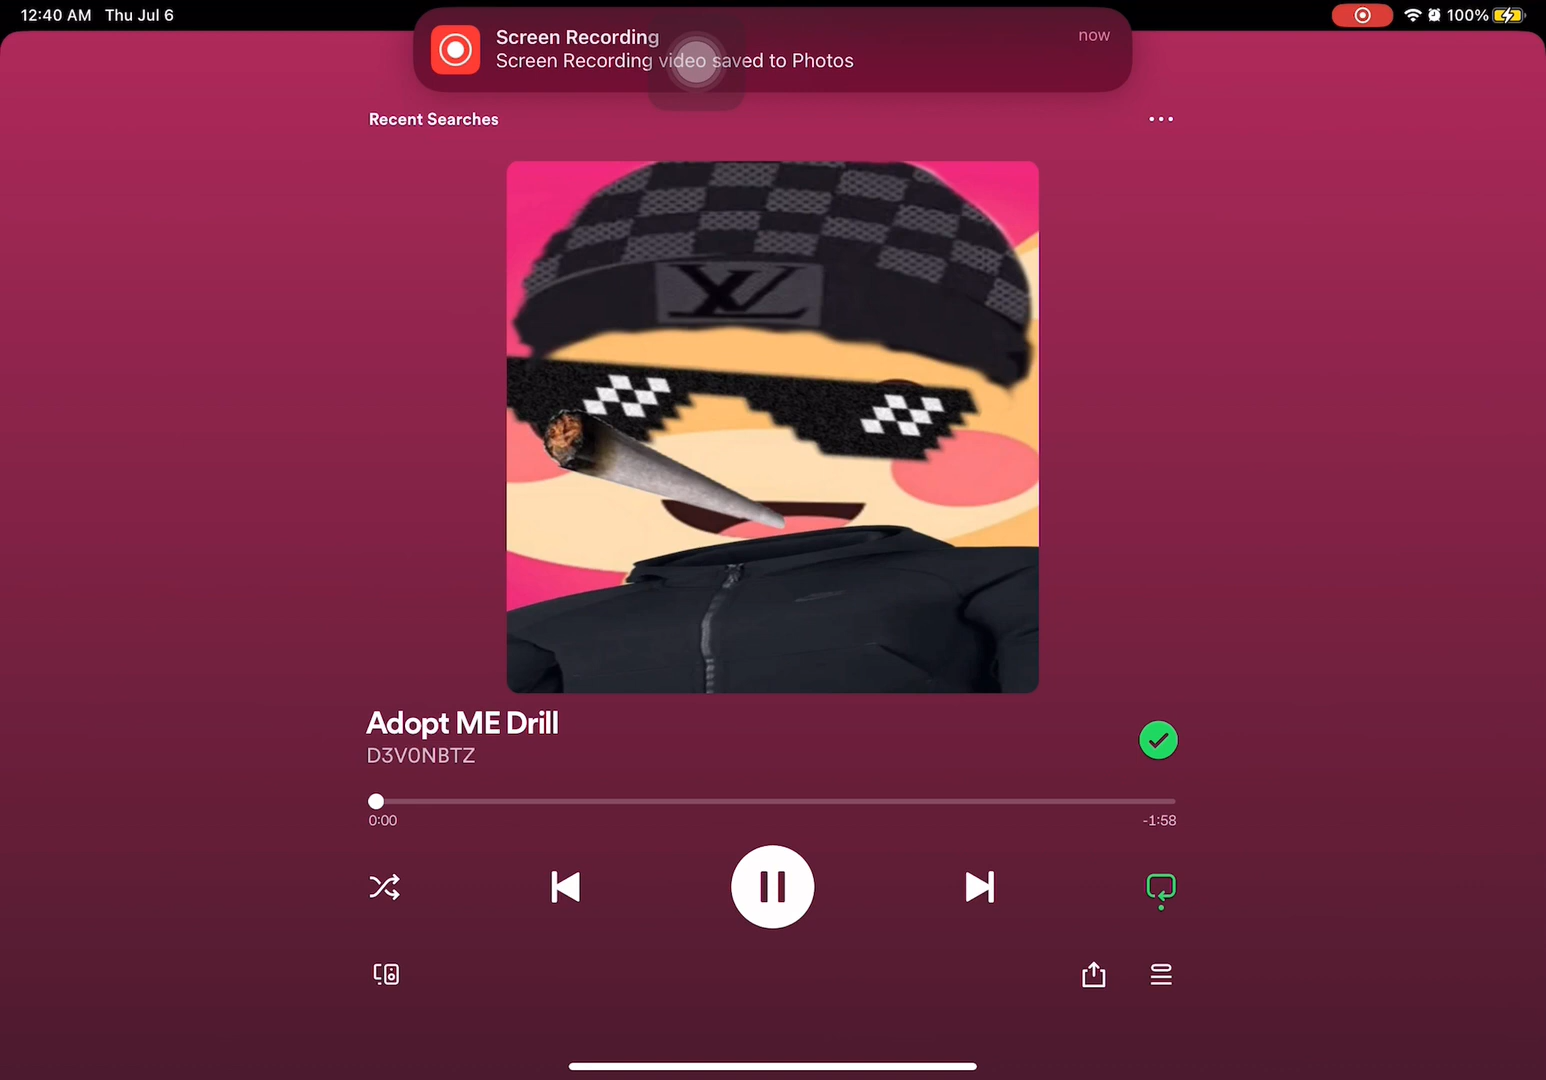 12:40 AM Thu Jul 6
100%
Screen Recording
now
Screen Recording video saved to Photos
Recent Searches
LV
Adopt ME Drill
D3V0NBTZ
0:00
-1:58